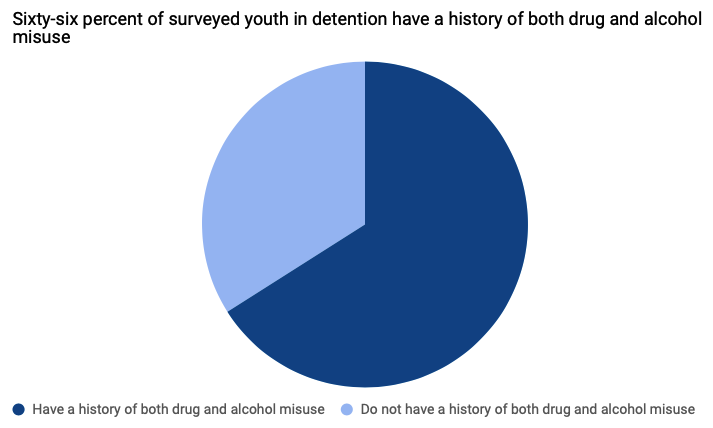 Sixty-six percent of surveyed youth in detention have a history of both drug and alcohol
misuse
Have a history of both drug and alcohol misuse
Do not have a history of both drug and alcohol misuse